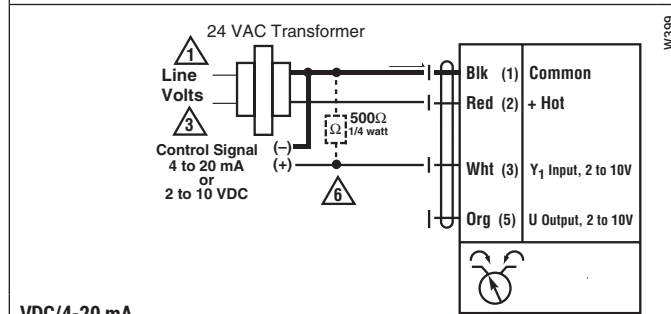 24 VAC Transformer
W399
1
Line
Volts
3
Control Signal
4 to 20 mA
or
2 to 10 VDC
(–)
(+)
Ω
500Ω
1/4 watt
6
Blk (1) Common
Red (2) + Hot
Wht (3) Y1 Input, 2 to 10V
Org (5) U Output, 2 to 10V
VDC/4-20 mA